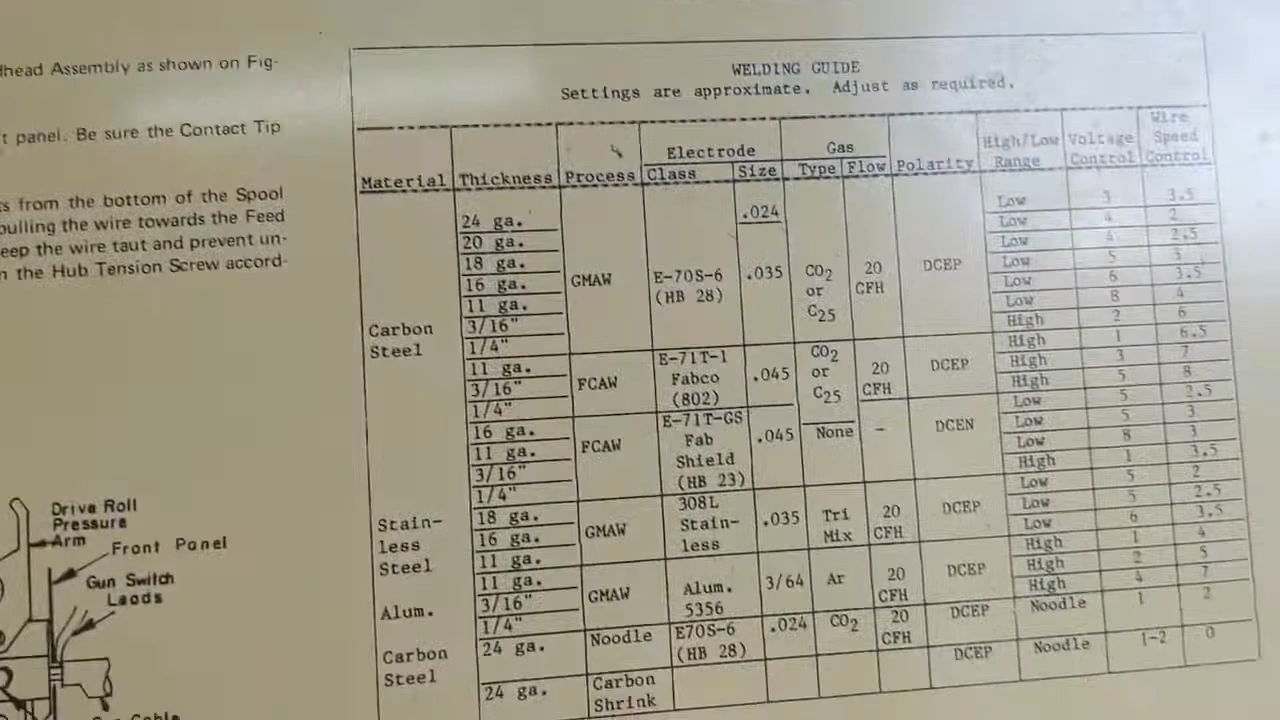 dhead Assembly as shown on Fig-
t panel. Be sure the Contact Tip
ts from the bottom of the Spool
pulling the wire towards the Feed
eep the wire taut and prevent un-
n the Hub Tension Screw accord-
Drive Roll
Pressure
Arm
Front Panel
Gun Switch
Leads
Gun Cable
WELDING GUIDE
Settings are approximate. Adjust as required.
Material Thickness Process Electrode Class Size Gas Type Flow Polarity High/Low Range Voltage Control Wire Speed Control
Carbon Steel
24 ga.
20 ga.
18 ga.
16 ga.
11 ga.
3/16"
1/4"
GMAW
E-70S-6
(HB 28)
.024
.035
CO2
or
C25
20
CFH
DCEP
Low 3 3.5
Low 4 2
Low 4 2.5
Low 5 3
Low 6 3.5
Low 8 4
High 2 6
11 ga.
3/16"
1/4"
FCAW
E-71T-1
Fabco
(802)
.045
CO2
or
C25
20
CFH
DCEP
High 1 6.5
High 3 7
High 5 8
16 ga.
11 ga.
3/16"
1/4"
FCAW
E-71T-GS
Fab
Shield
(HB 23)
.045
None
-
DCEN
Low 5 2.5
Low 5 3
Low 8 3
High 1 3.5
Stain-
less
Steel
18 ga.
16 ga.
11 ga.
GMAW
308L
Stain-
less
.035
Tri
Mix
20
CFH
DCEP
Low 5 2
Low 5 2.5
Low 6 3.5
Alum.
11 ga.
3/16"
1/4"
GMAW
Alum.
5356
3/64
Ar
20
CFH
DCEP
High 1 4
High 2 5
High 4 7
Carbon
Steel
24 ga.
Noodle
E70S-6
(HB 28)
.024
CO2
20
CFH
DCEP
Noodle 1 2
24 ga.
Carbon
Shrink
DCEP
Noodle 1-2 0